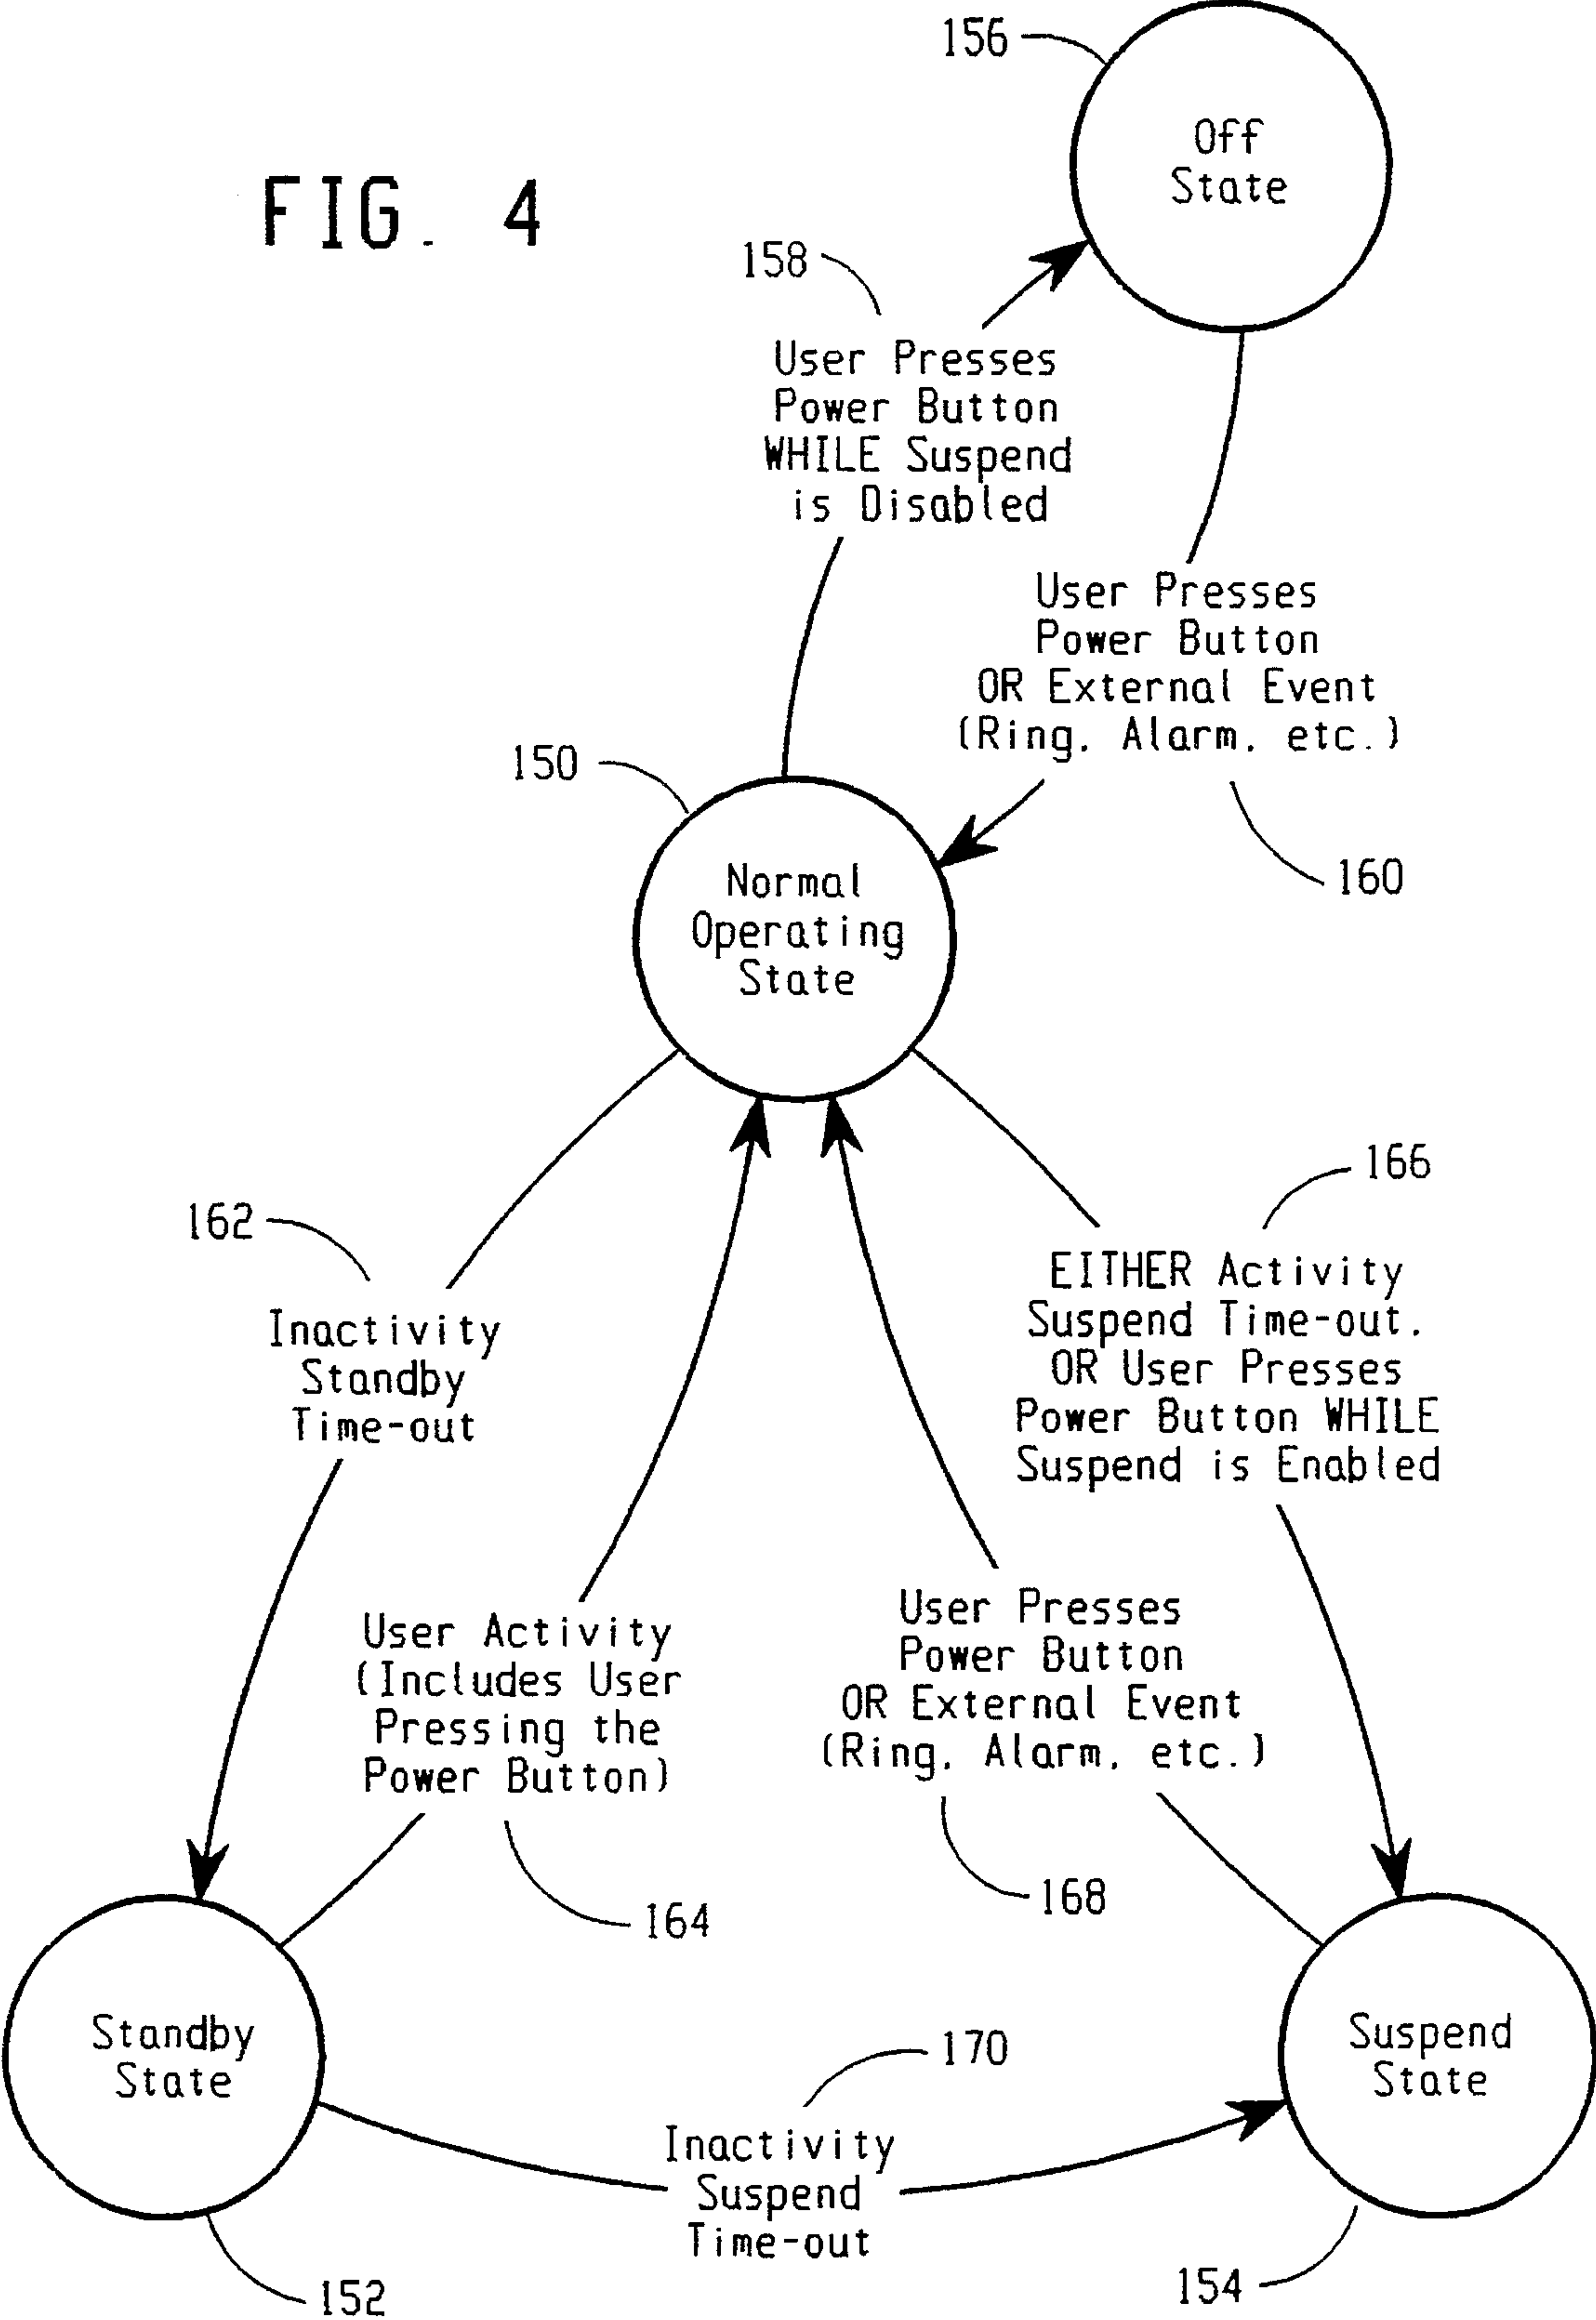 156
Off
State
FIG. 4
158
User Presses
Power Button
WHILE Suspend
is Disabled
User Presses
Power Button
OR External Event
(Ring, Alarm, etc.)
150
160
Normal
Operating
State
166
162
EITHER Activity
Suspend Time-out,
OR User Presses
Power Button WHILE
Suspend is Enabled
Inactivity
Standby
Time-out
User Presses
Power Button
OR External Event
(Ring, Alarm, etc.)
User Activity
(Includes User
Pressing the
Power Button)
168
164
Standby
State
170
Suspend
State
Inactivity
Suspend
Time-out
152
154